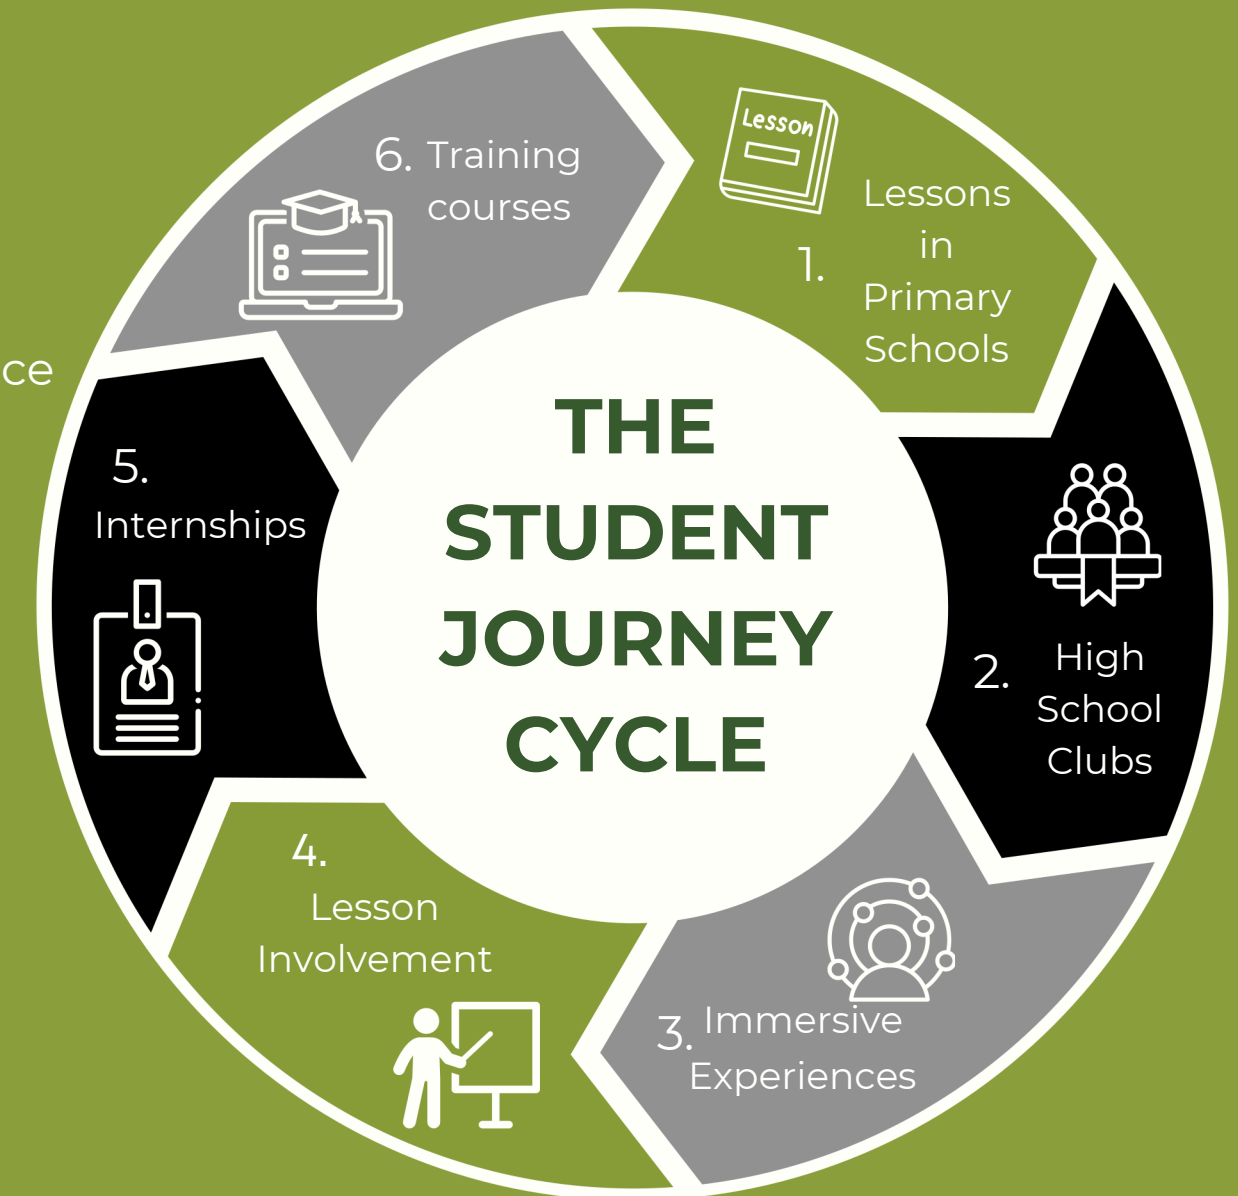 THE
STUDENT
JOURNEY
CYCLE
Lesson
1.
Lessons
in
Primary
Schools
2.
High
School
Clubs
3.
Immersive
Experiences
4.
Lesson
Involvement
5.
Internships
6. Training
courses
ce